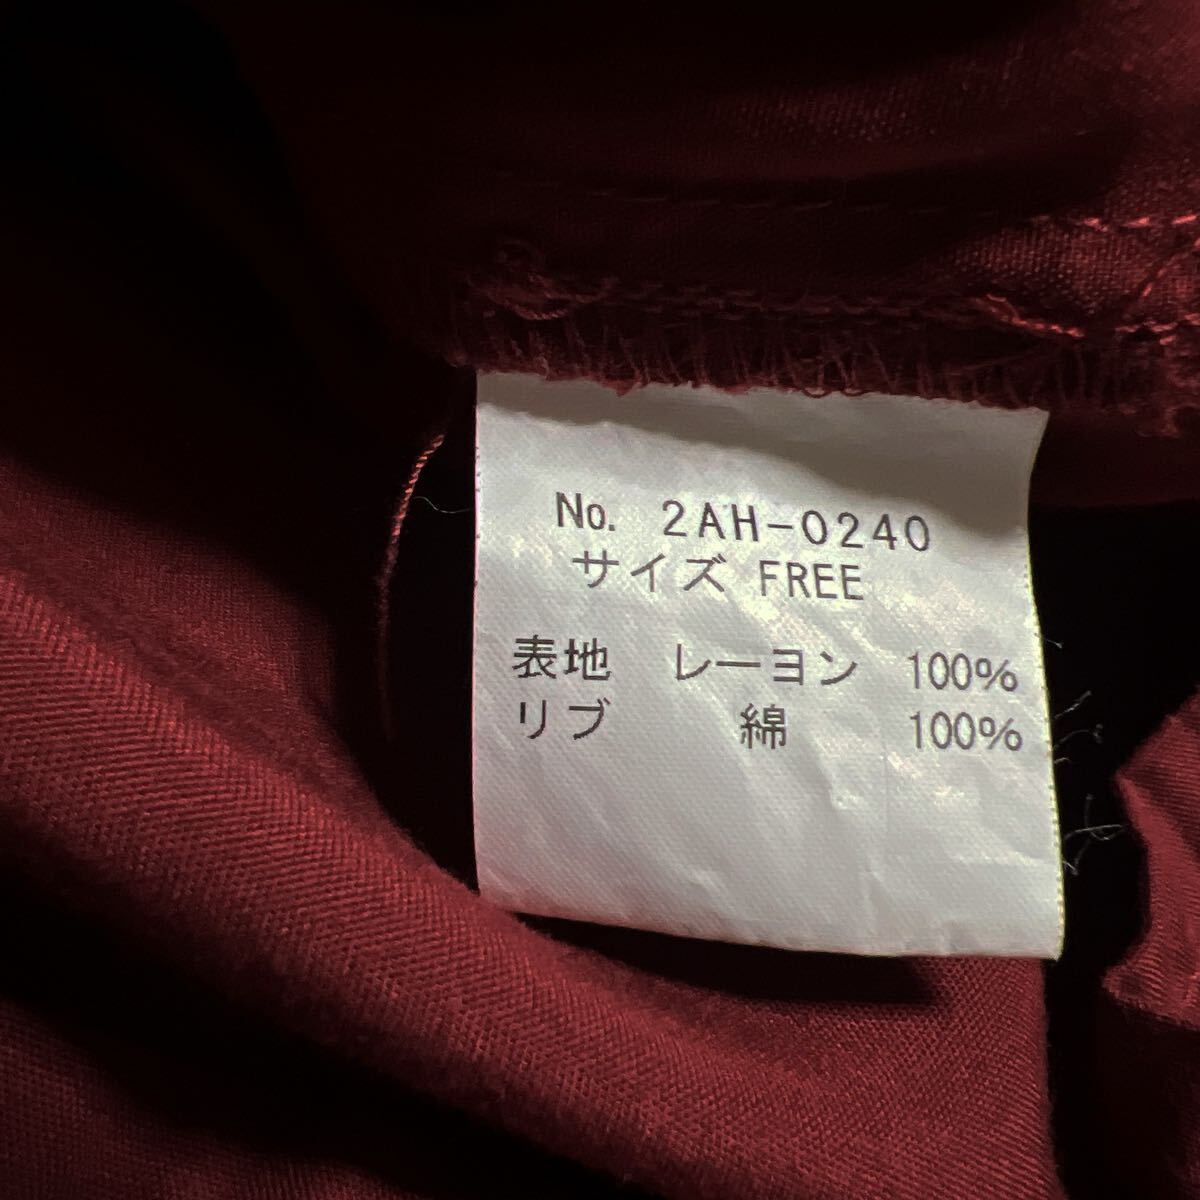 No. 2AH-0240
サイズ FREE
表地 レーヨン 100%
リブ 綿 100%